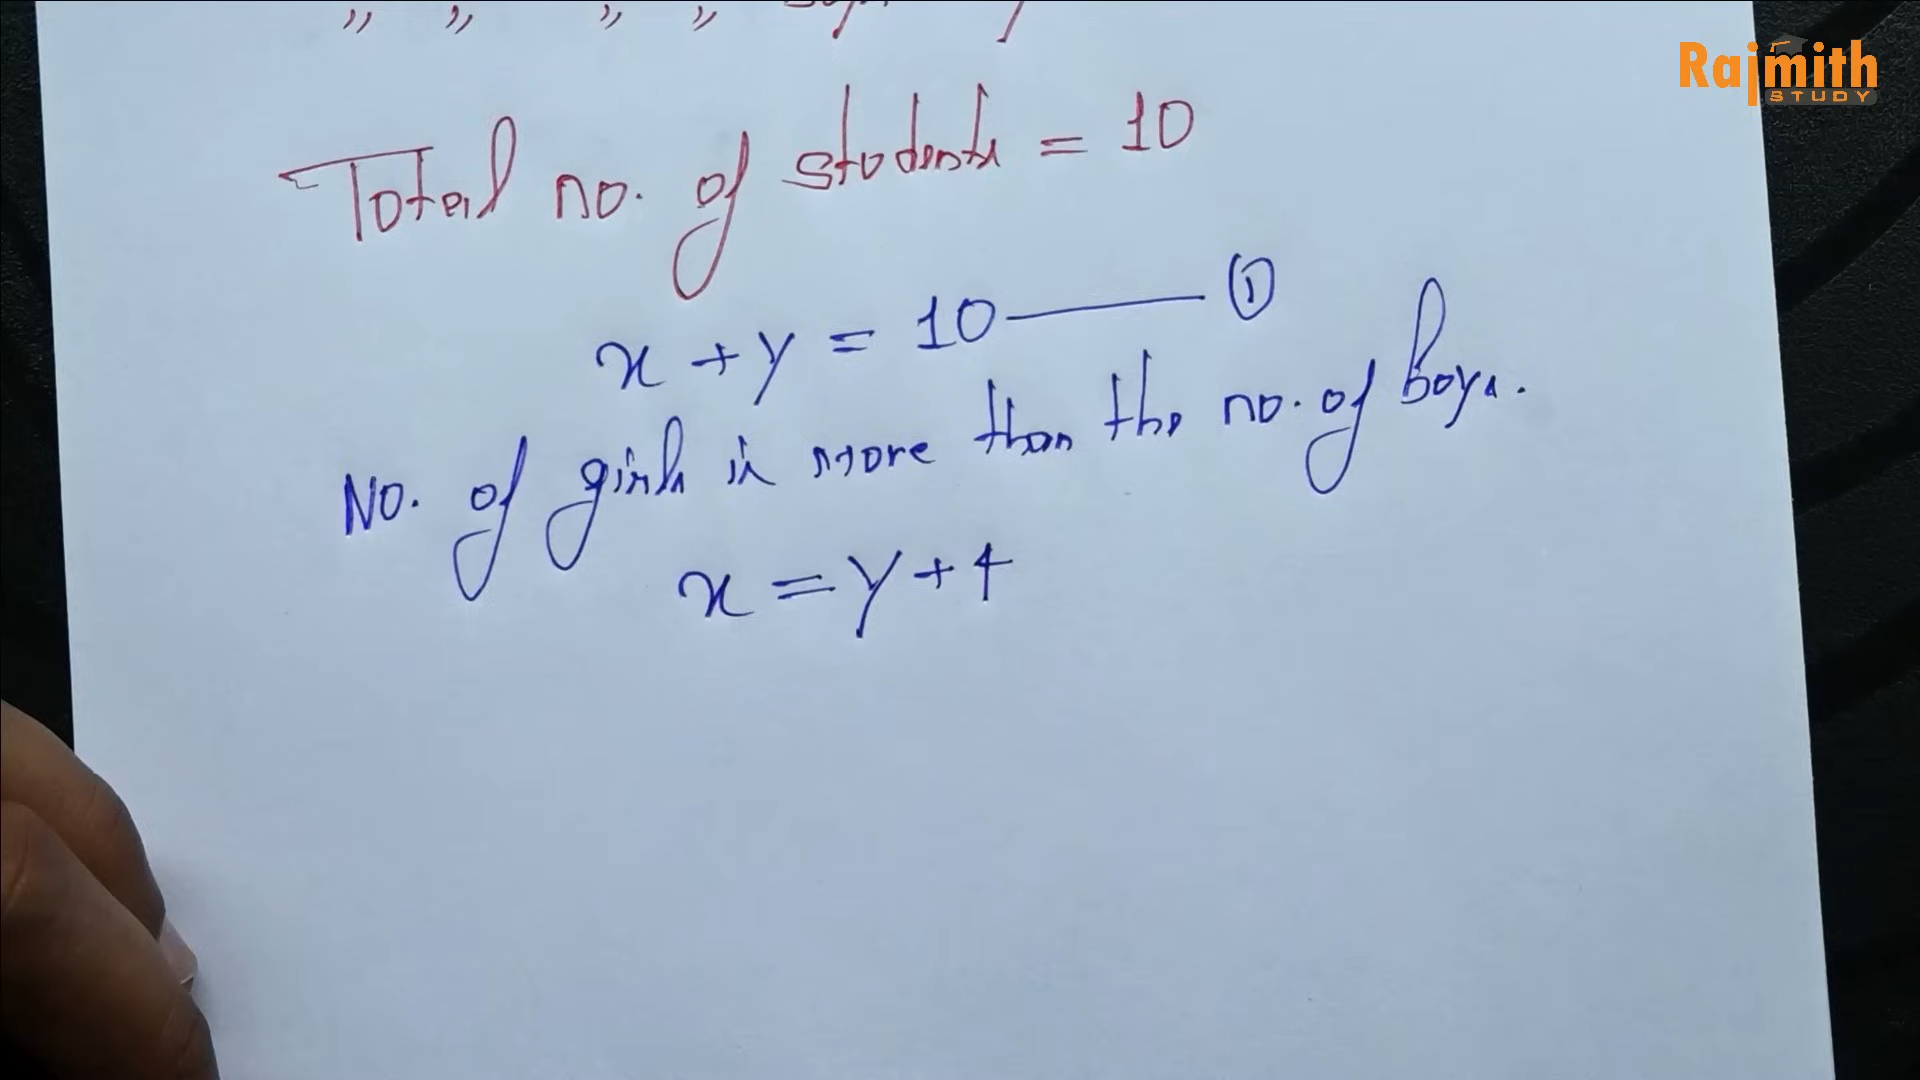 " " " "
Total no. of students = 10
x + y = 10 —— ①
No. of girls is more than the no. of boys.
x = y + 4
Rajmith
STUDY